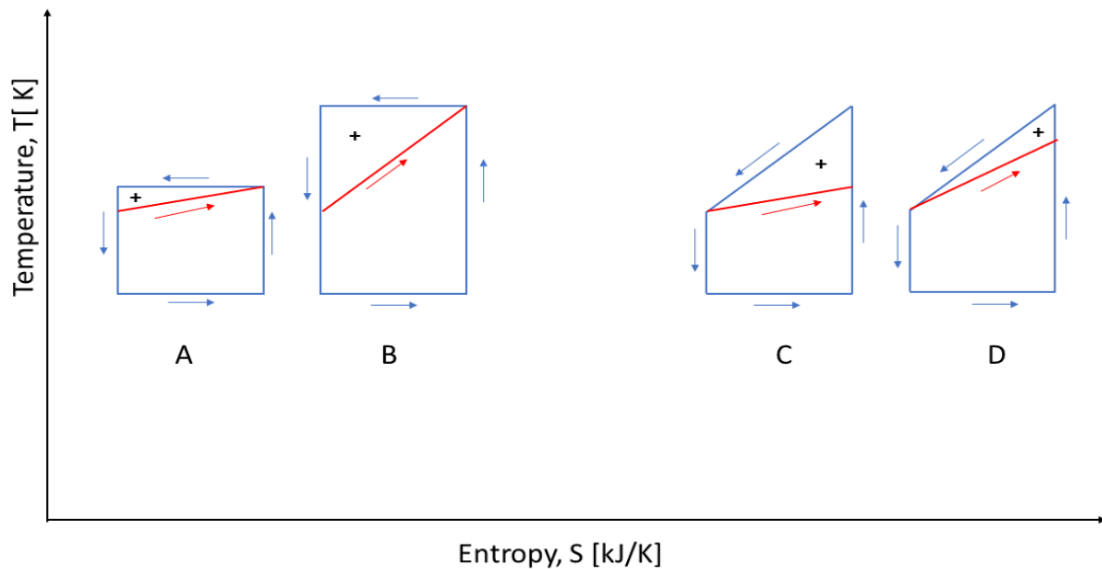 Temperature, T[ K]
+
+
+
+
A
B
C
D
Entropy, S [kJ/K]